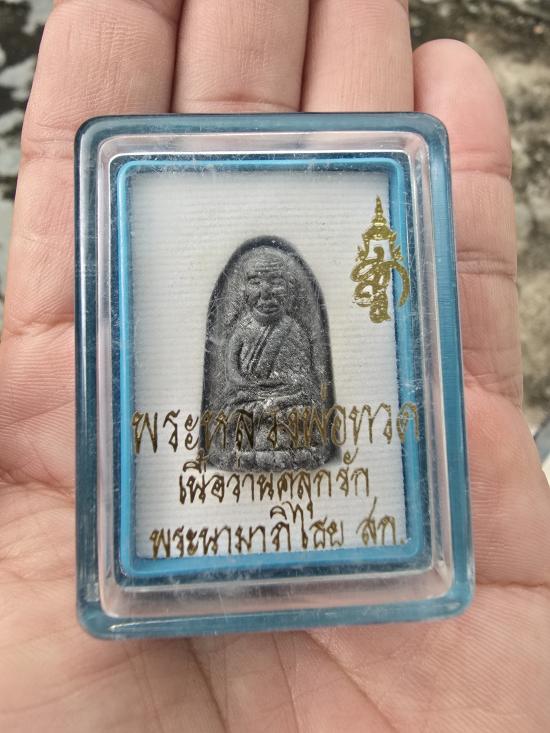 พระหลวงพ่อทวด
เนื้อว่านคลุกรัก
พระนามาภิไธย สก.